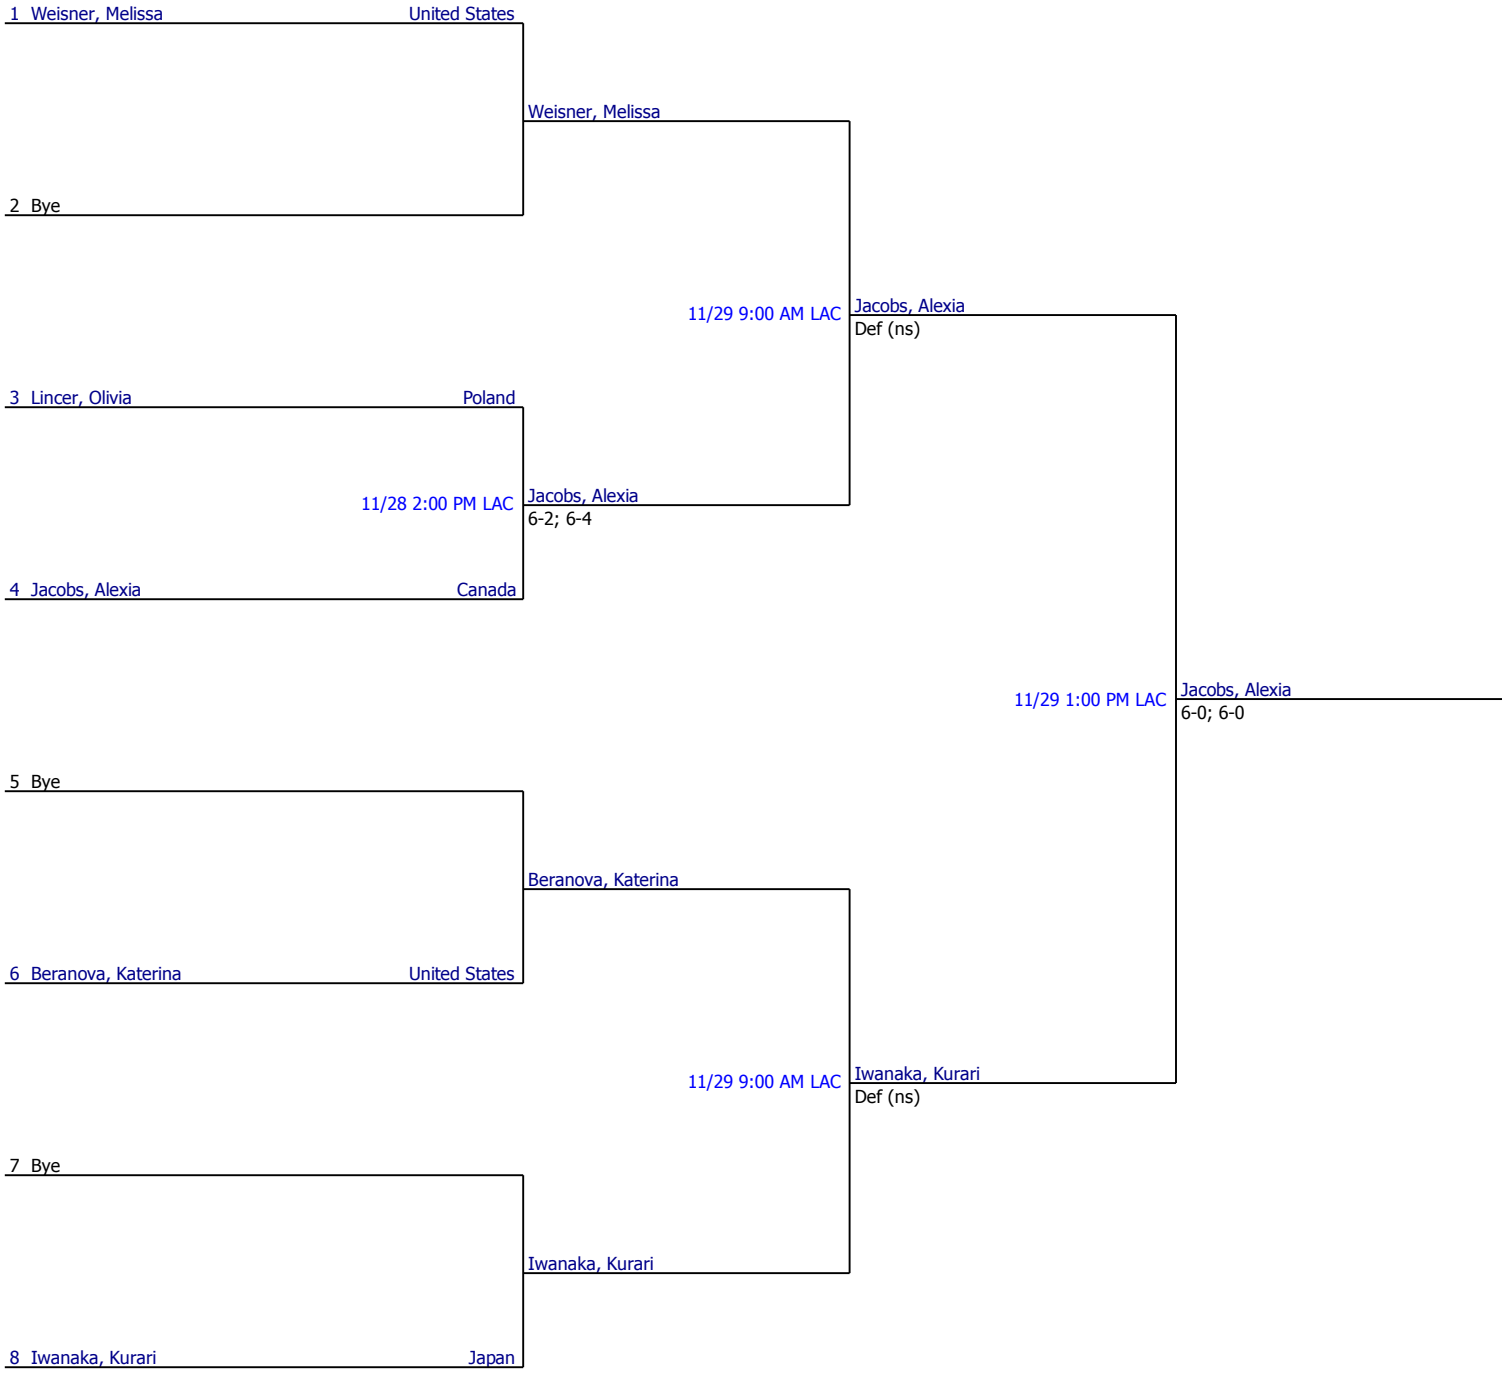 1 Weisner, Melissa United States
Weisner, Melissa
2 Bye
11/29 9:00 AM LAC
Jacobs, Alexia
Def (ns)
3 Lincer, Olivia Poland
11/28 2:00 PM LAC
Jacobs, Alexia
6-2; 6-4
4 Jacobs, Alexia Canada
11/29 1:00 PM LAC
Jacobs, Alexia
6-0; 6-0
5 Bye
Beranova, Katerina
6 Beranova, Katerina United States
11/29 9:00 AM LAC
Iwanaka, Kurari
Def (ns)
7 Bye
Iwanaka, Kurari
8 Iwanaka, Kurari Japan